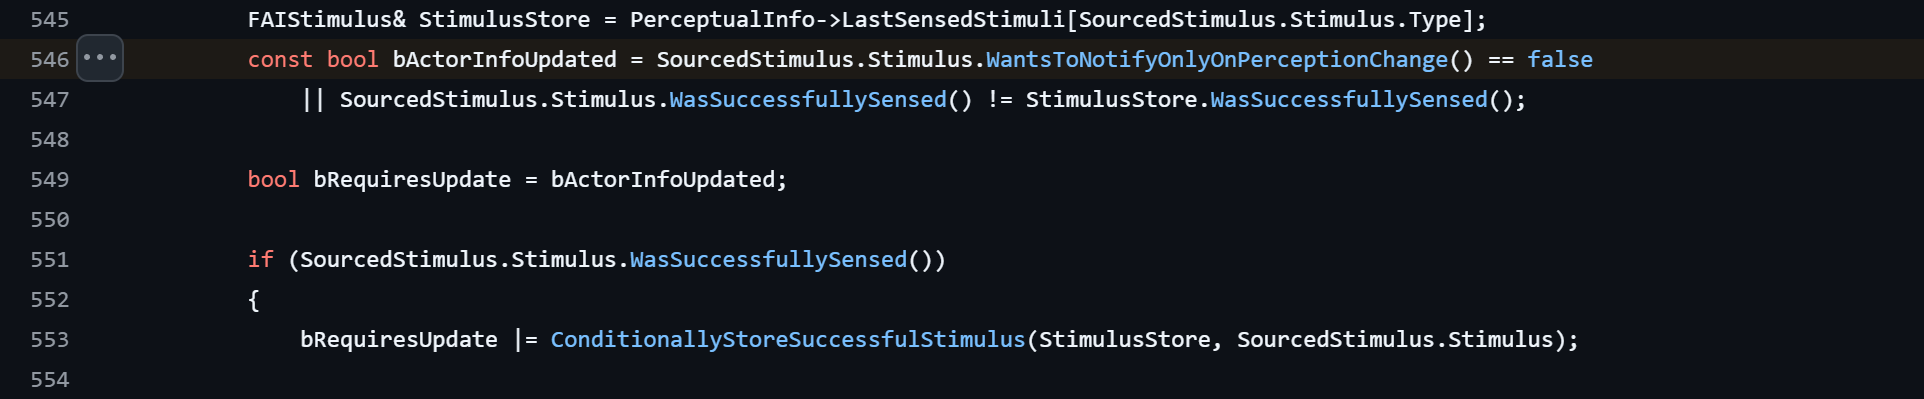 545 FAIStimulus& StimulusStore = PerceptualInfo->LastSensedStimuli[SourcedStimulus.Stimulus.Type];
546 ••• const bool bActorInfoUpdated = SourcedStimulus.Stimulus.WantsToNotifyOnlyOnPerceptionChange() == false
547 || SourcedStimulus.Stimulus.WasSuccessfullySensed() != StimulusStore.WasSuccessfullySensed();
548
549 bool bRequiresUpdate = bActorInfoUpdated;
550
551 if (SourcedStimulus.Stimulus.WasSuccessfullySensed())
552 {
553 bRequiresUpdate |= ConditionallyStoreSuccessfulStimulus(StimulusStore, SourcedStimulus.Stimulus);
554